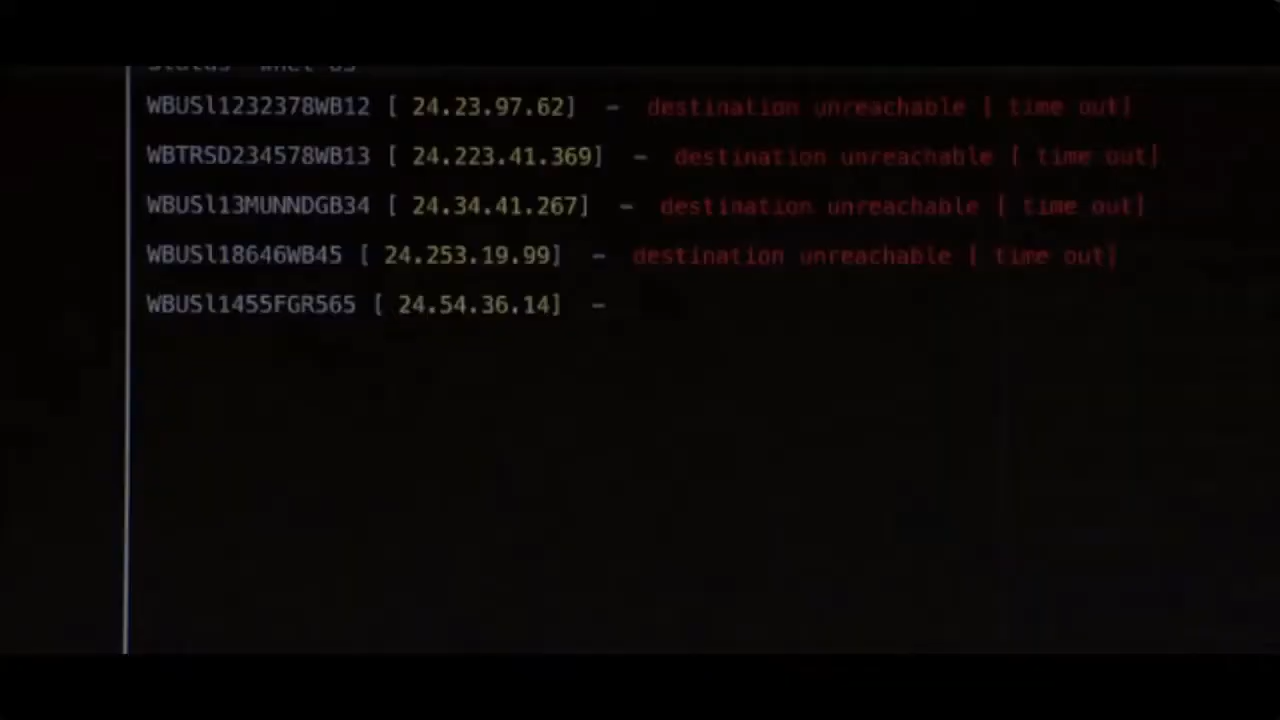 WBUSl1232378WB12 [ 24.23.97.62] - destination unreachable [ time out]
WBTRSD234578WB13 [ 24.223.41.369] - destination unreachable [ time out]
WBUSl13MUNNDGB34 [ 24.34.41.267] - destination unreachable [ time out]
WBUSl18646WB45 [ 24.253.19.99] - destination unreachable [ time out]
WBUSl1455FGR565 [ 24.54.36.14] -